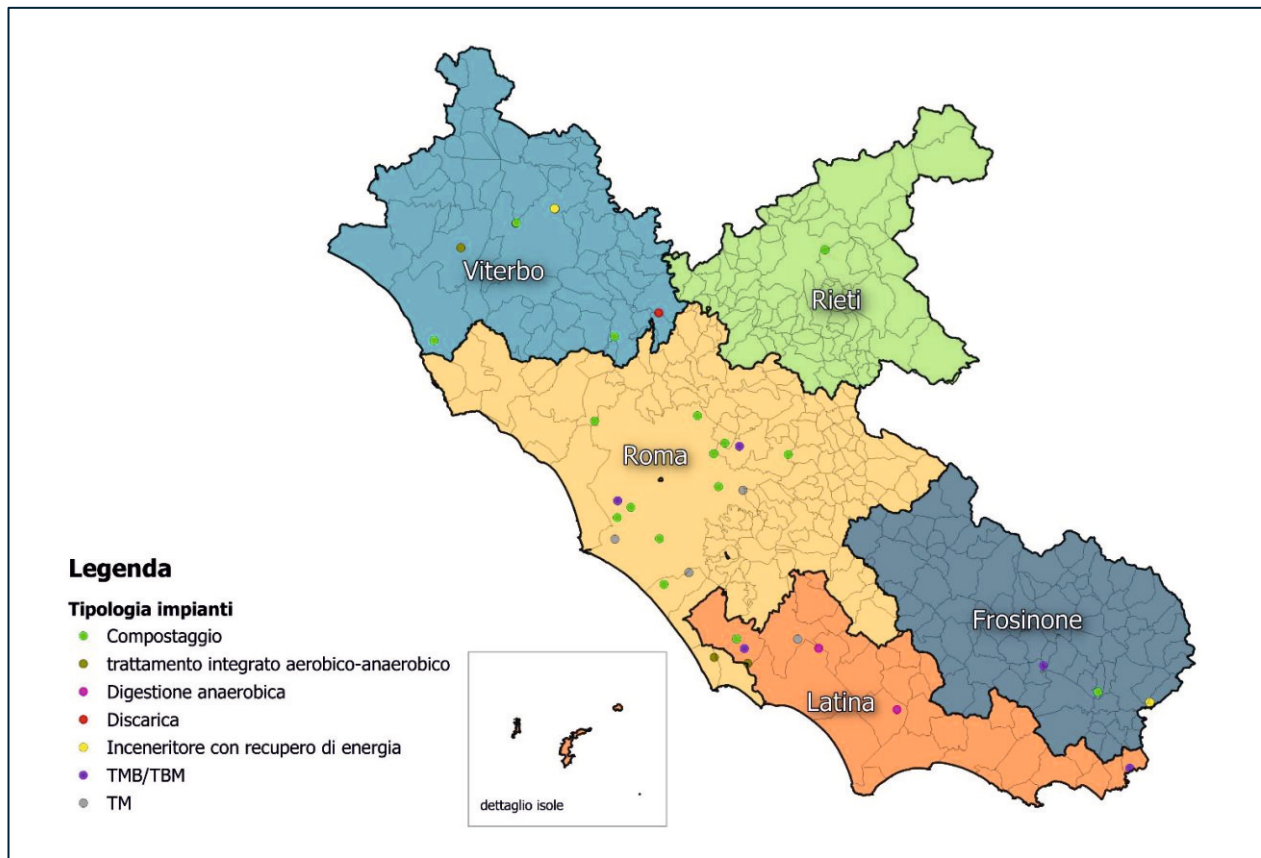 Viterbo
Rieti
Roma
Frosinone
Latina
Legenda
Tipologia impianti
Compostaggio
trattamento integrato aerobico-anaerobico
Digestione anaerobica
Discarica
Inceneritore con recupero di energia
TMB/TBM
TM
dettaglio isole